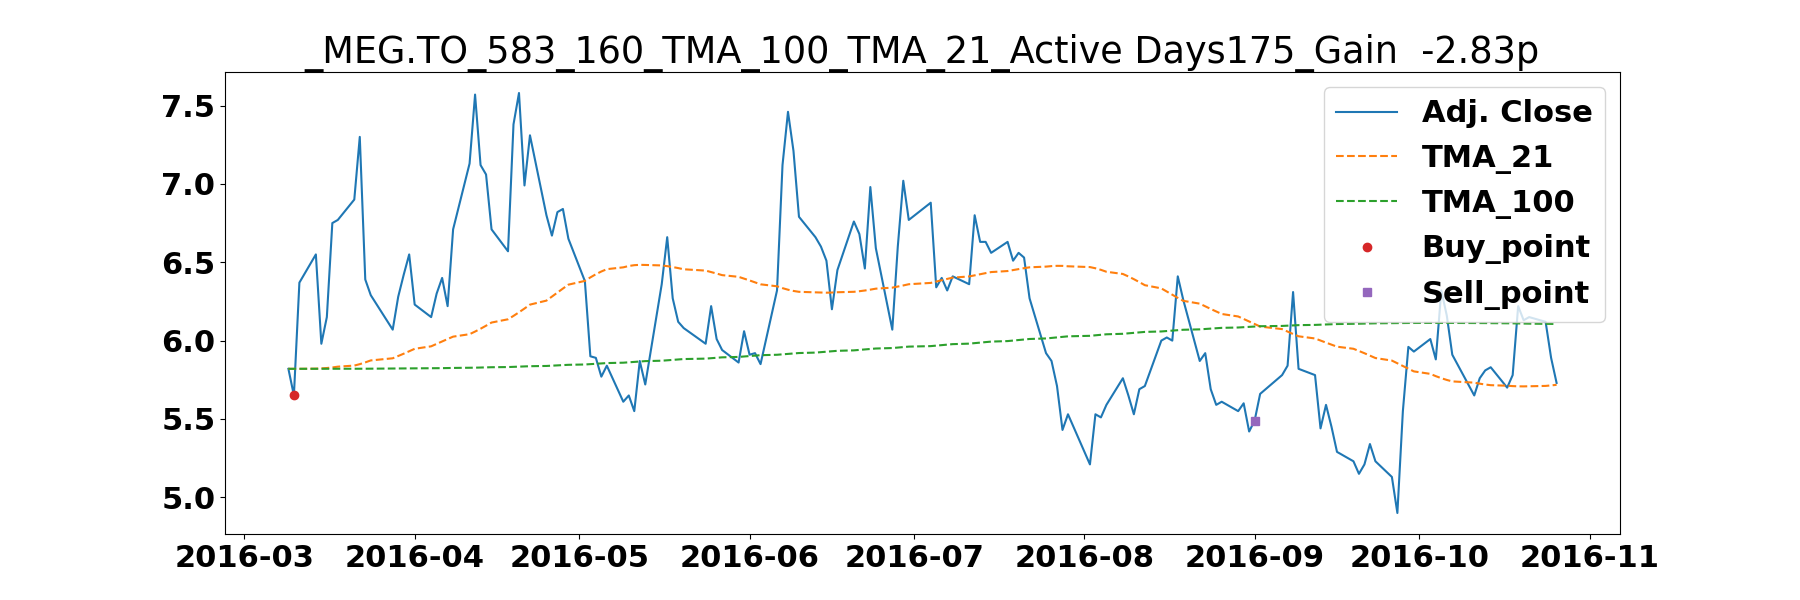 _MEG.TO_583_160_TMA_100_TMA_21_Active Days175_Gain  -2.83p
7.5
7.0
6.5
6.0
5.5
5.0
Adj. Close
TMA_21
TMA_100
Buy_point
Sell_point
2016-03 2016-04 2016-05 2016-06 2016-07 2016-08 2016-09 2016-10 2016-11